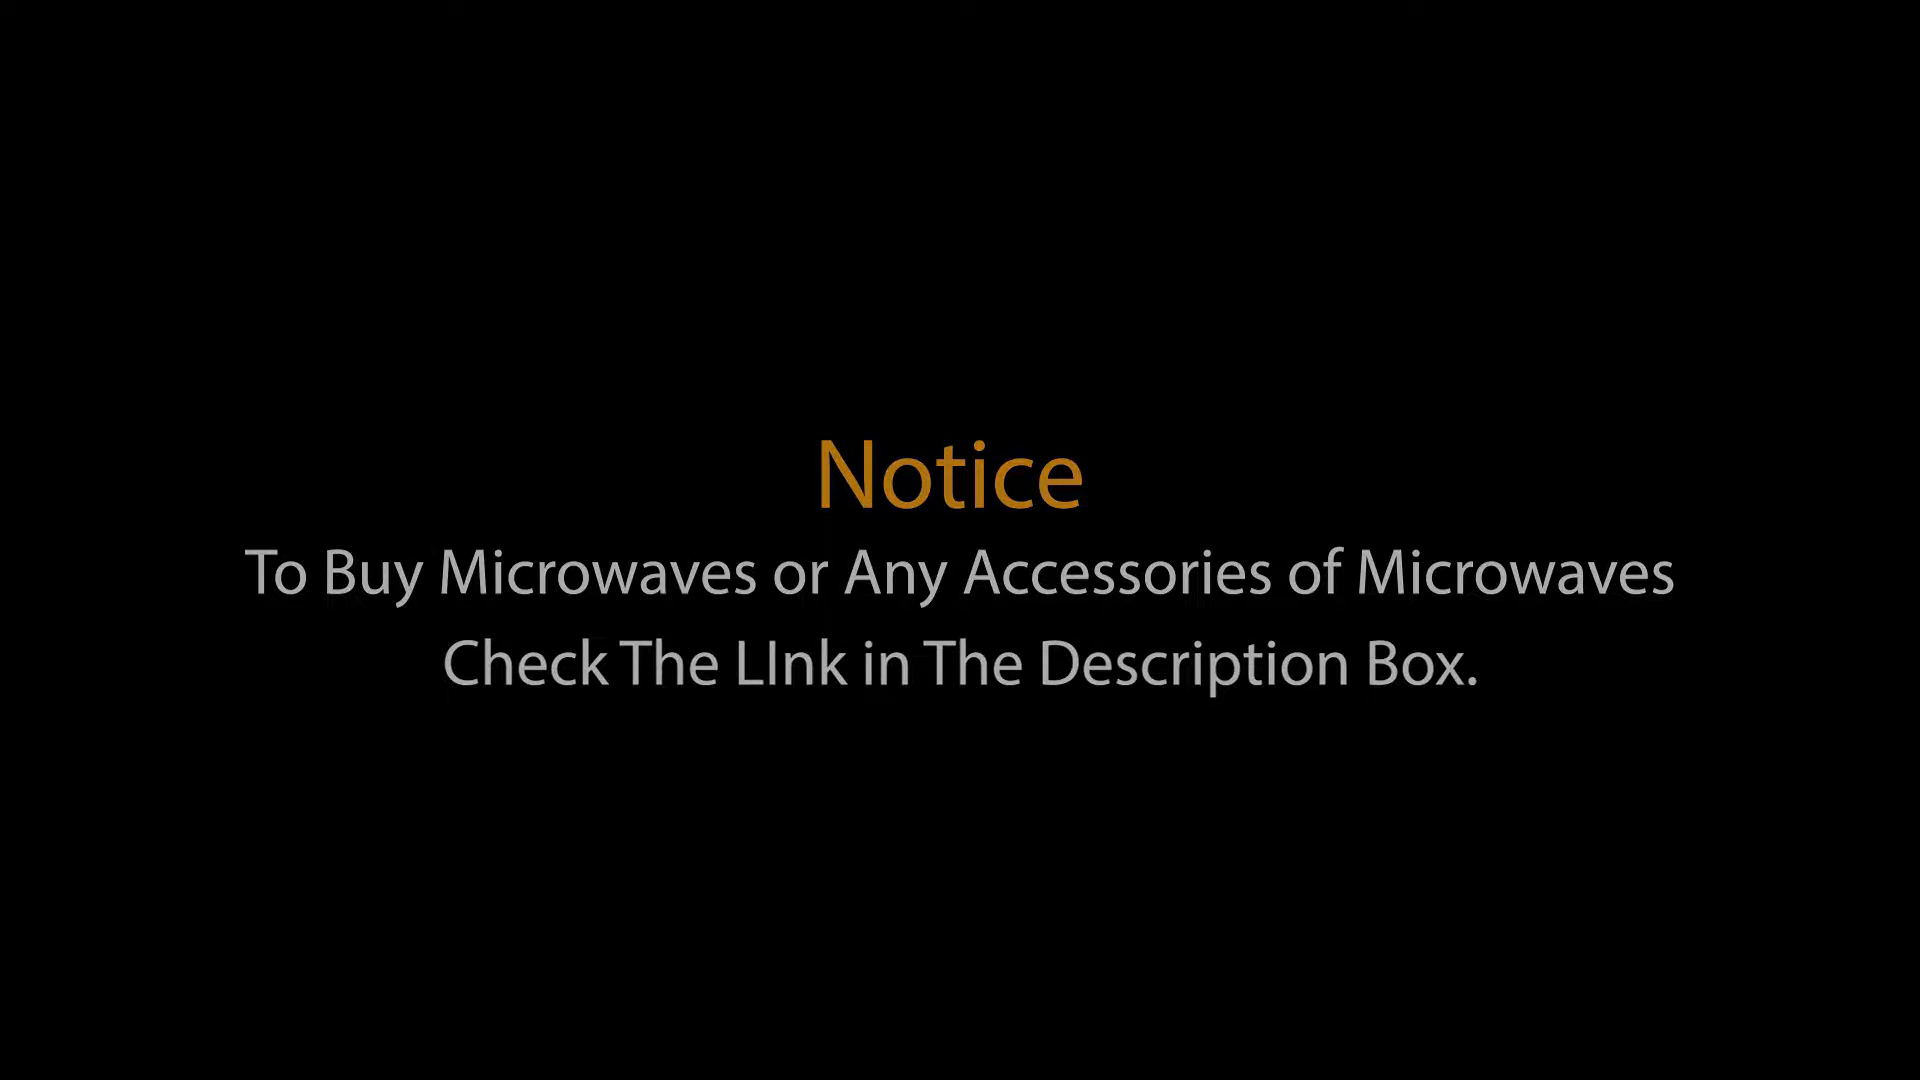 Notice
To Buy Microwaves or Any Accessories of Microwaves
Check The LInk in The Description Box.